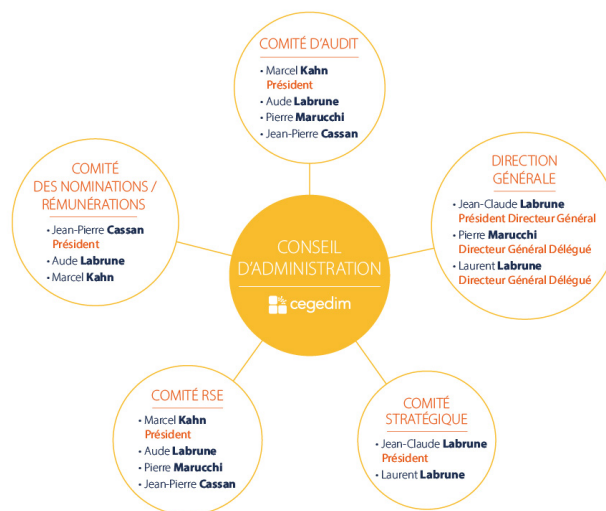 COMITÉ D'AUDIT
• Marcel Kahn
Président
• Aude Labrune
• Pierre Marucchi
• Jean-Pierre Cassan
COMITÉ
DES NOMINATIONS /
RÉMUNÉRATIONS
• Jean-Pierre Cassan
Président
• Aude Labrune
• Marcel Kahn
DIRECTION
GÉNÉRALE
• Jean-Claude Labrune
Président Directeur Général
• Pierre Marucchi
Directeur Général Délégué
• Laurent Labrune
Directeur Général Délégué
CONSEIL
D'ADMINISTRATION
cegedim
COMITÉ RSE
• Marcel Kahn
Président
• Aude Labrune
• Pierre Marucchi
• Jean-Pierre Cassan
COMITÉ
STRATÉGIQUE
• Jean-Claude Labrune
Président
• Laurent Labrune